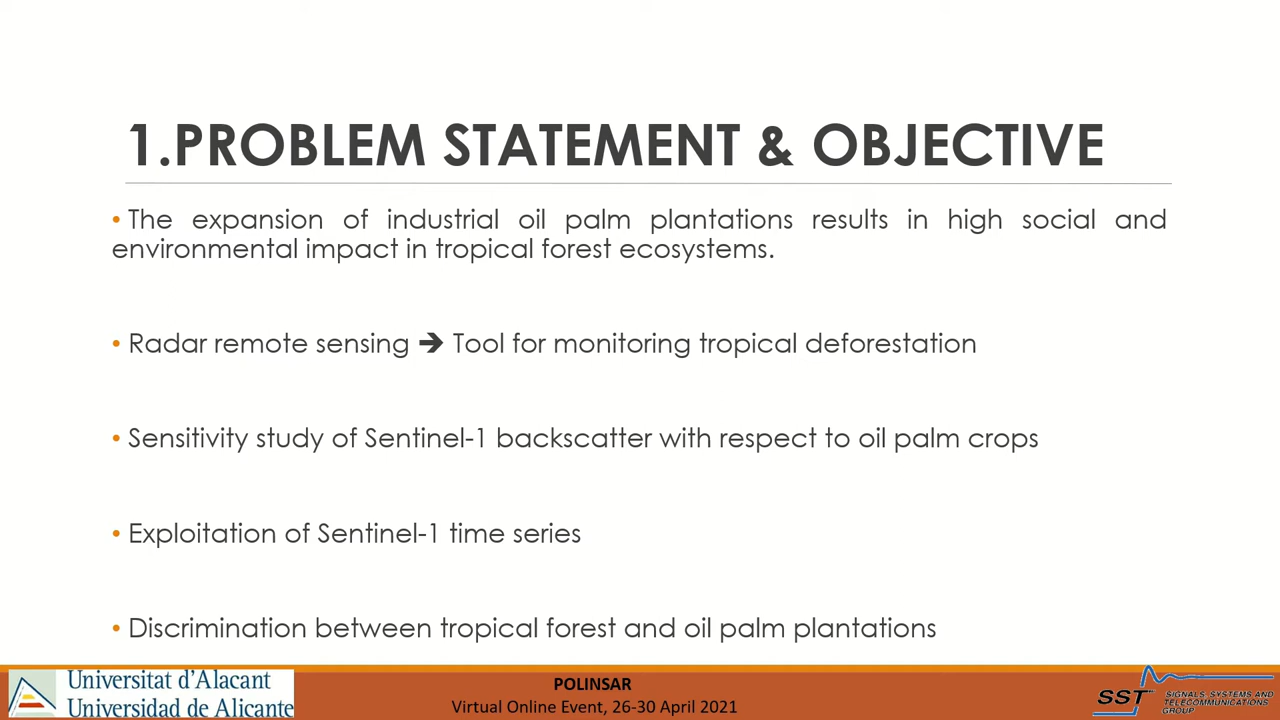 1.PROBLEM STATEMENT & OBJECTIVE
• The expansion of industrial oil palm plantations results in high social and
environmental impact in tropical forest ecosystems.
• Radar remote sensing ➔ Tool for monitoring tropical deforestation
• Sensitivity study of Sentinel-1 backscatter with respect to oil palm crops
• Exploitation of Sentinel-1 time series
• Discrimination between tropical forest and oil palm plantations
Universitat d'Alacant
Universidad de Alicante
POLINSAR
Virtual Online Event, 26-30 April 2021
SST
SIGNALS, SYSTEMS AND
TELECOMMUNICATIONS
GROUP